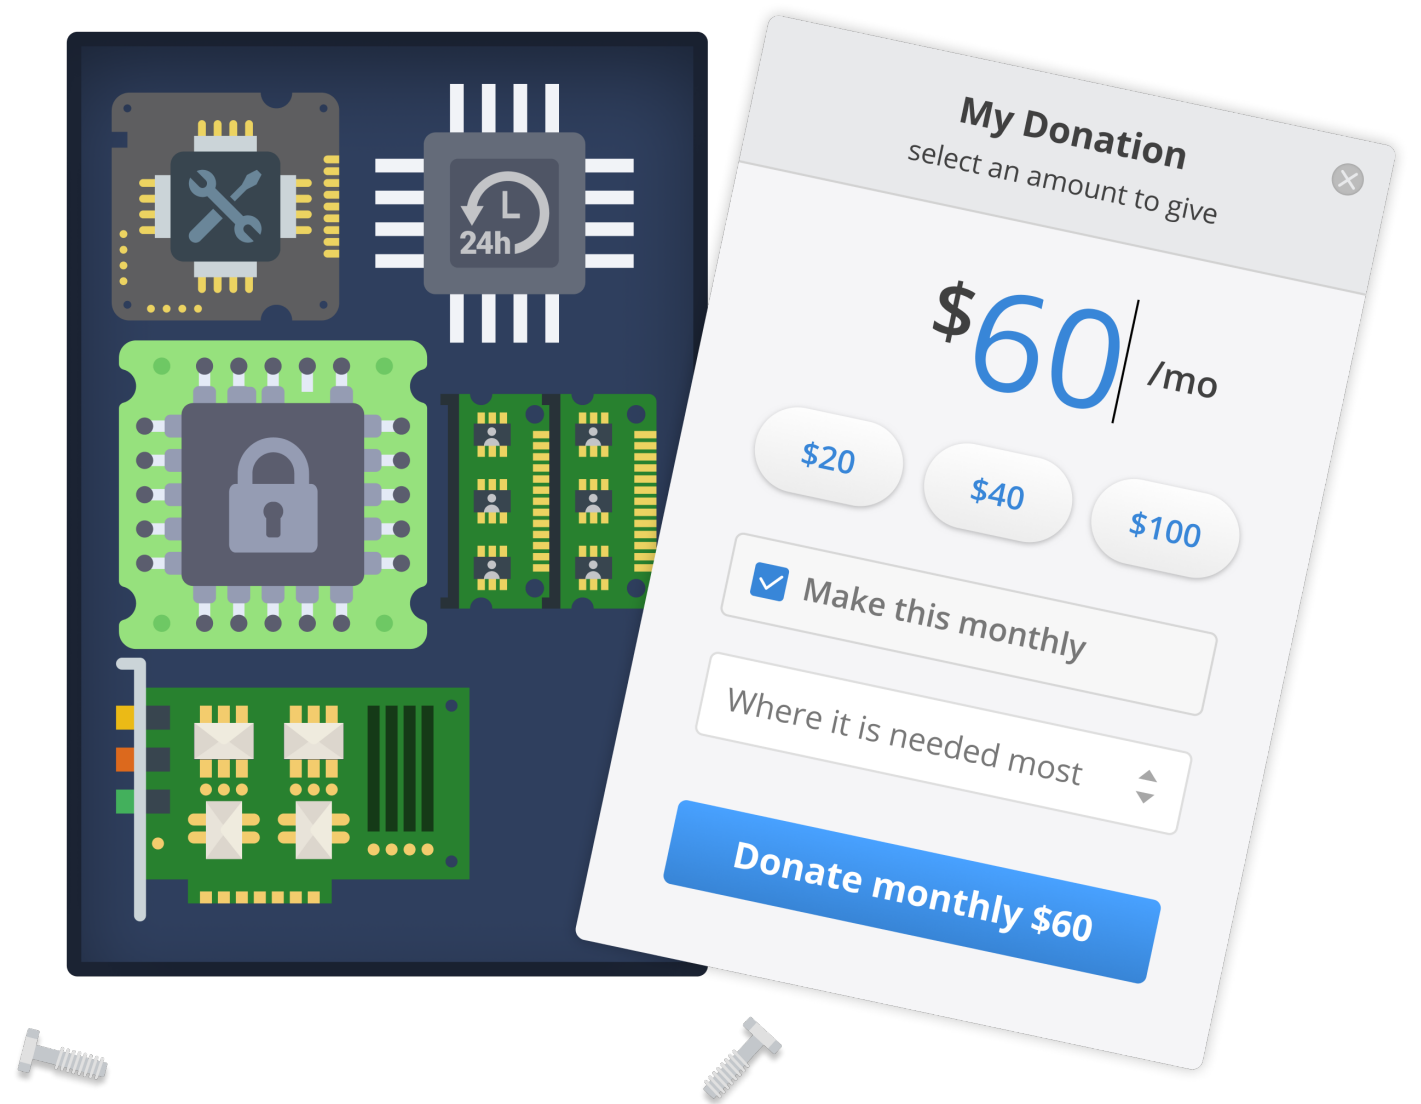 24h
My Donation
select an amount to give
$60 /mo
$20 $40 $100
Make this monthly
Where it is needed most
Donate monthly $60